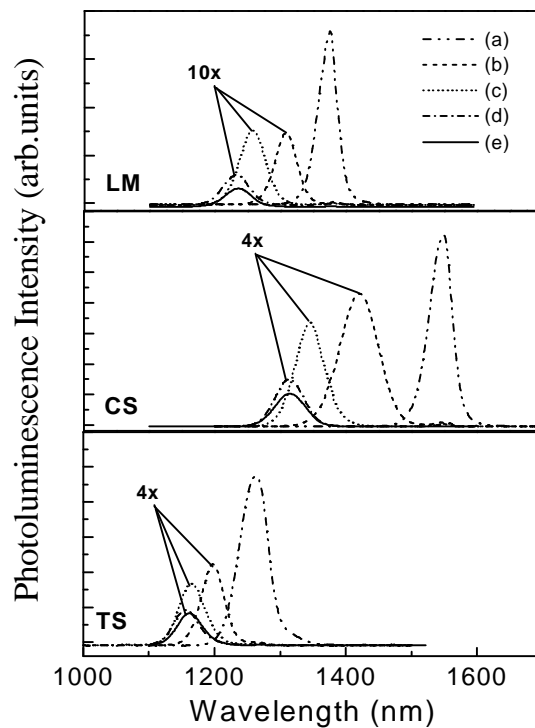 Photoluminescence Intensity (arb.units)
10x
(a)
(b)
(c)
(d)
(e)
LM
4x
CS
4x
TS
1000 1200 1400 1600
Wavelength (nm)